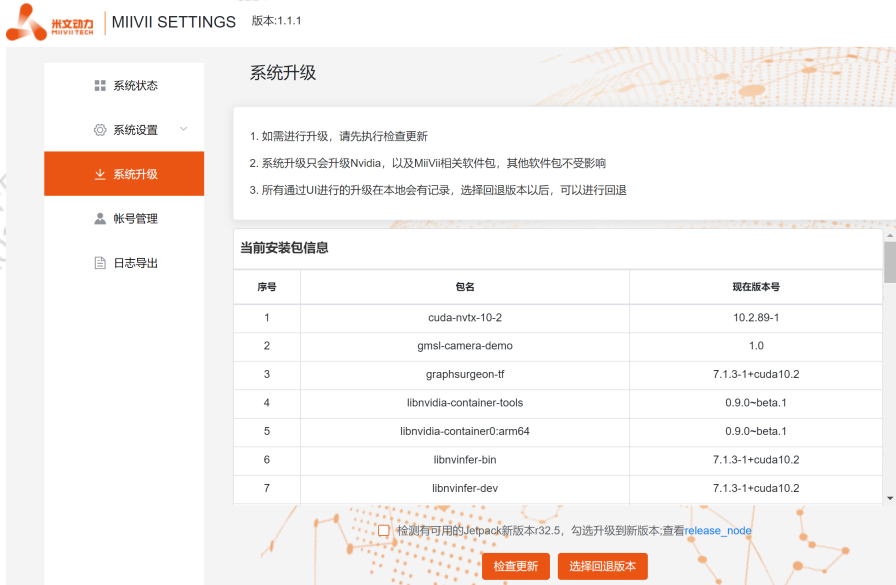 米文动力
MIIVII TECH
MIIVII SETTINGS 版本:1.1.1
系统状态
系统设置
系统升级
帐号管理
日志导出
系统升级
1. 如需进行升级，请先执行检查更新
2. 系统升级只会升级Nvidia，以及MiiVii相关软件包，其他软件包不受影响
3. 所有通过UI进行的升级在本地会有记录，选择回退版本以后，可以进行回退
当前安装包信息
序号 包名 现在版本号
1 cuda-nvtx-10-2 10.2.89-1
2 gmsl-camera-demo 1.0
3 graphsurgeon-tf 7.1.3-1+cuda10.2
4 libnvidia-container-tools 0.9.0~beta.1
5 libnvidia-container0:arm64 0.9.0~beta.1
6 libnvinfer-bin 7.1.3-1+cuda10.2
7 libnvinfer-dev 7.1.3-1+cuda10.2
检测有可用的Jetpack新版本r32.5，勾选升级到新版本;查看release_node
检查更新 选择回退版本